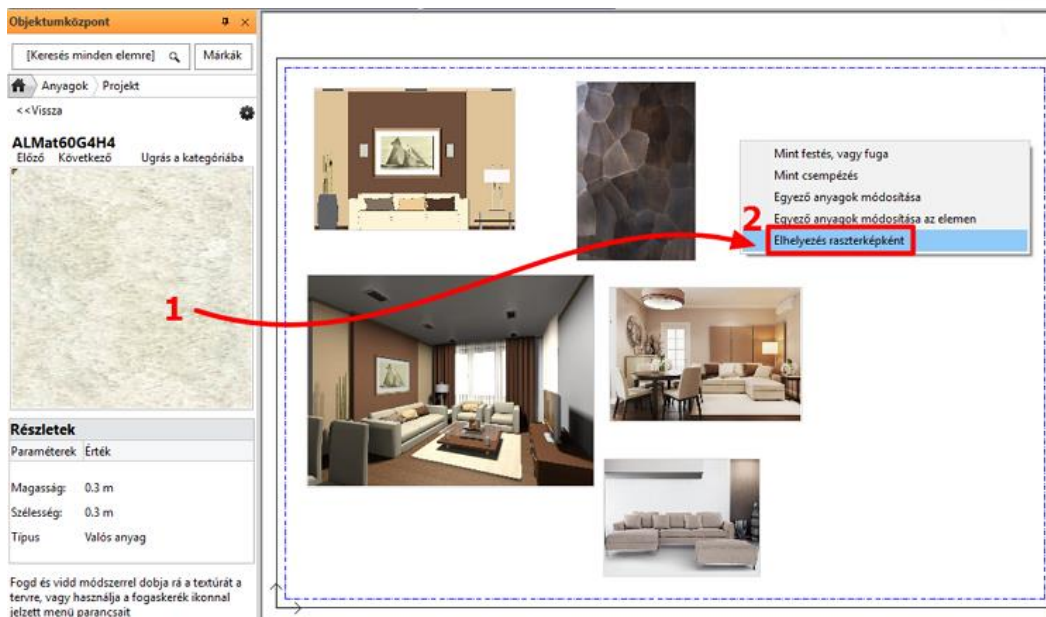 Objektumközpont
[Keresés minden elemre]
Márkák
Anyagok Projekt
<<Vissza
ALMat60G4H4
Előző Következő Ugrás a kategóriába
1
Részletek
Paraméterek Érték
Magasság: 0.3 m
Szélesség: 0.3 m
Típus Valós anyag
Fogd és vidd módszerrel dobja rá a textúrát a
tervre, vagy használja a fogaskerék ikonnal
jelzett menü parancsait
Mint festés, vagy fuga
Mint csempézés
Egyező anyagok módosítása
Egyező anyagok módosítása az elemen
2
Elhelyezés raszterképként